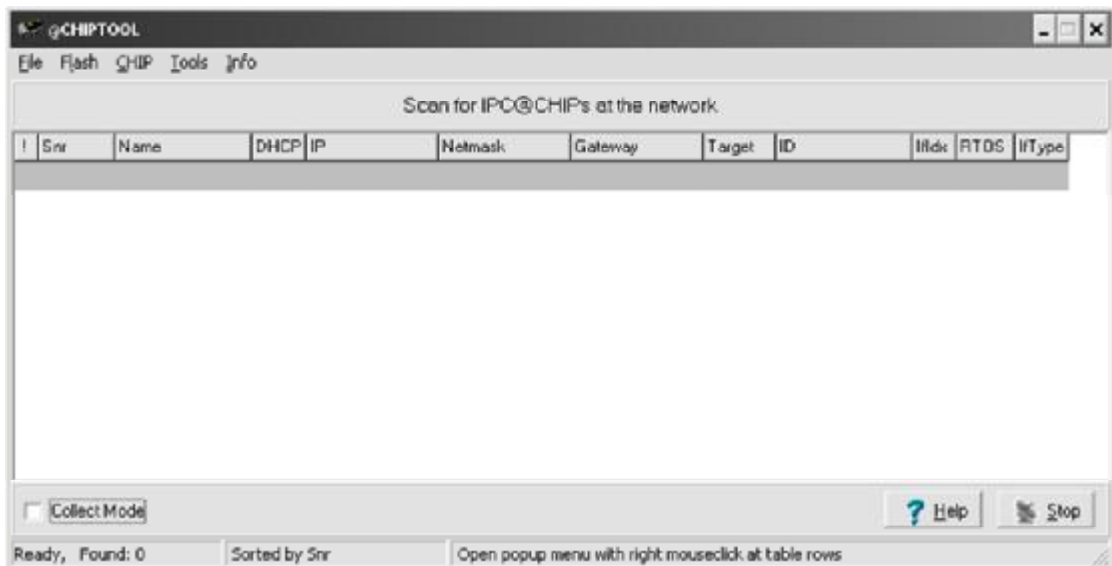 @CHIPTOOL
File Flash CHIP Tools Info
Scan for IPC@CHIPs at the network
! Snr Name DHCP IP Netmask Gateway Target ID IfIdx RTOS IfType
Collect Mode
? Help Stop
Ready, Found: 0 Sorted by Snr Open popup menu with right mouseclick at table rows